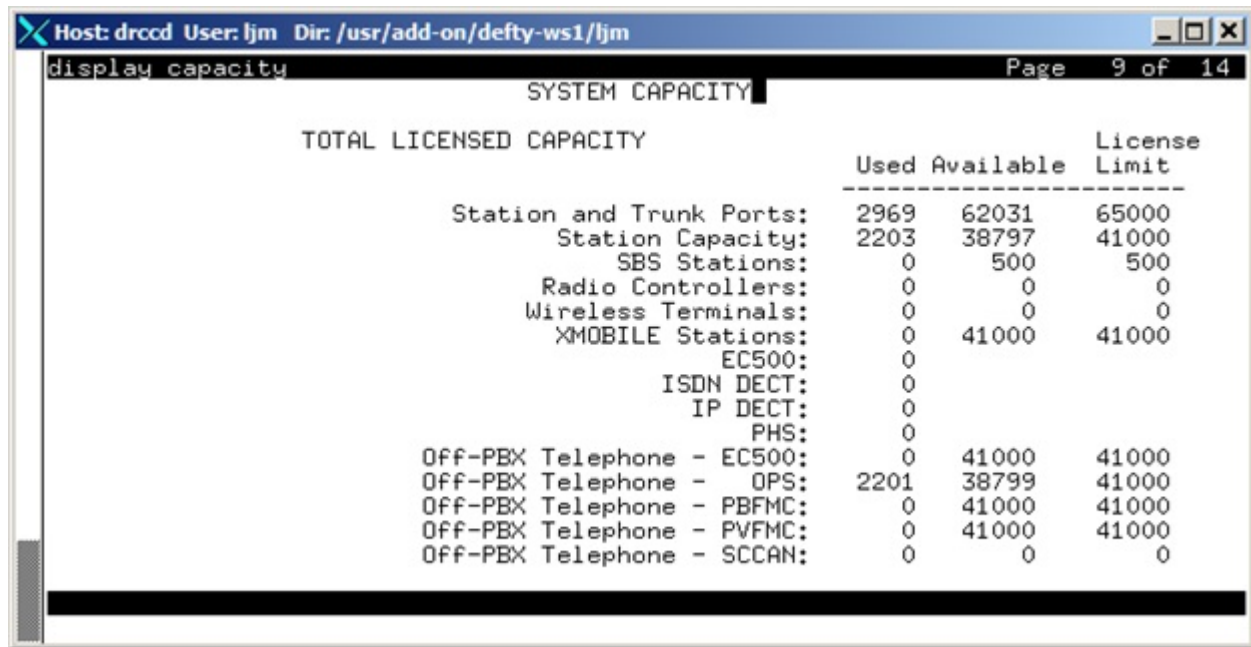 Host: drccd User: ljm Dir: /usr/add-on/defty-ws1/ljm
display capacity Page 9 of 14
SYSTEM CAPACITY
TOTAL LICENSED CAPACITY License
Used Available Limit
------------------------
Station and Trunk Ports: 2969 62031 65000
Station Capacity: 2203 38797 41000
SBS Stations: 0 500 500
Radio Controllers: 0 0 0
Wireless Terminals: 0 0 0
XMOBILE Stations: 0 41000 41000
EC500: 0
ISDN DECT: 0
IP DECT: 0
PHS: 0
Off-PBX Telephone - EC500: 0 41000 41000
Off-PBX Telephone - OPS: 2201 38799 41000
Off-PBX Telephone - PBFMC: 0 41000 41000
Off-PBX Telephone - PVFMC: 0 41000 41000
Off-PBX Telephone - SCCAN: 0 0 0